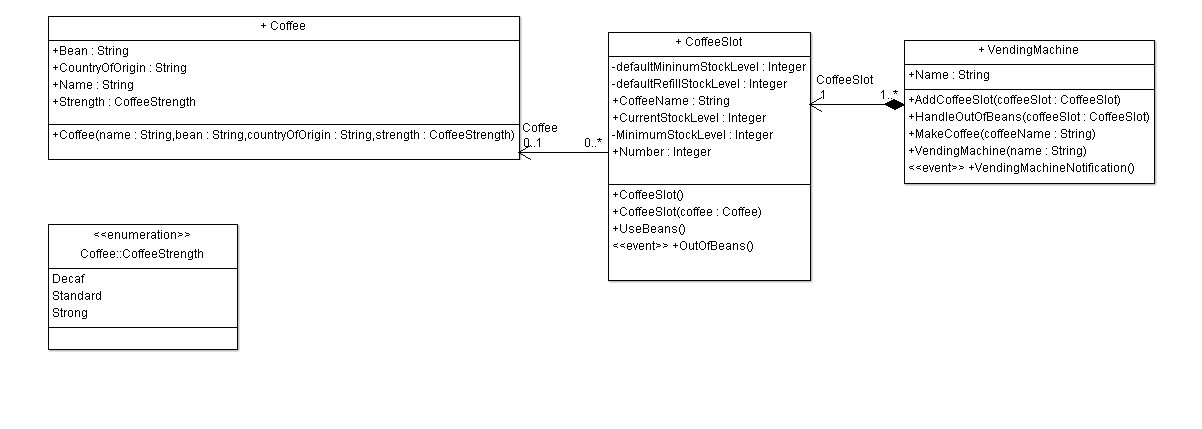 + Coffee
+Bean : String
+CountryOfOrigin : String
+Name : String
+Strength : CoffeeStrength
+Coffee(name : String,bean : String,countryOfOrigin : String,strength : CoffeeStrength)
Coffee
0..1
0..*
+ CoffeeSlot
-defaultMininumStockLevel : Integer
-defaultRefillStockLevel : Integer
+CoffeeName : String
+CurrentStockLevel : Integer
-MinimumStockLevel : Integer
+Number : Integer
+CoffeeSlot()
+CoffeeSlot(coffee : Coffee)
+UseBeans()
<<event>> +OutOfBeans()
CoffeeSlot
1
1..*
+ VendingMachine
+Name : String
+AddCoffeeSlot(coffeeSlot : CoffeeSlot)
+HandleOutOfBeans(coffeeSlot : CoffeeSlot)
+MakeCoffee(coffeeName : String)
+VendingMachine(name : String)
<<event>> +VendingMachineNotification()
<<enumeration>>
Coffee::CoffeeStrength
Decaf
Standard
Strong